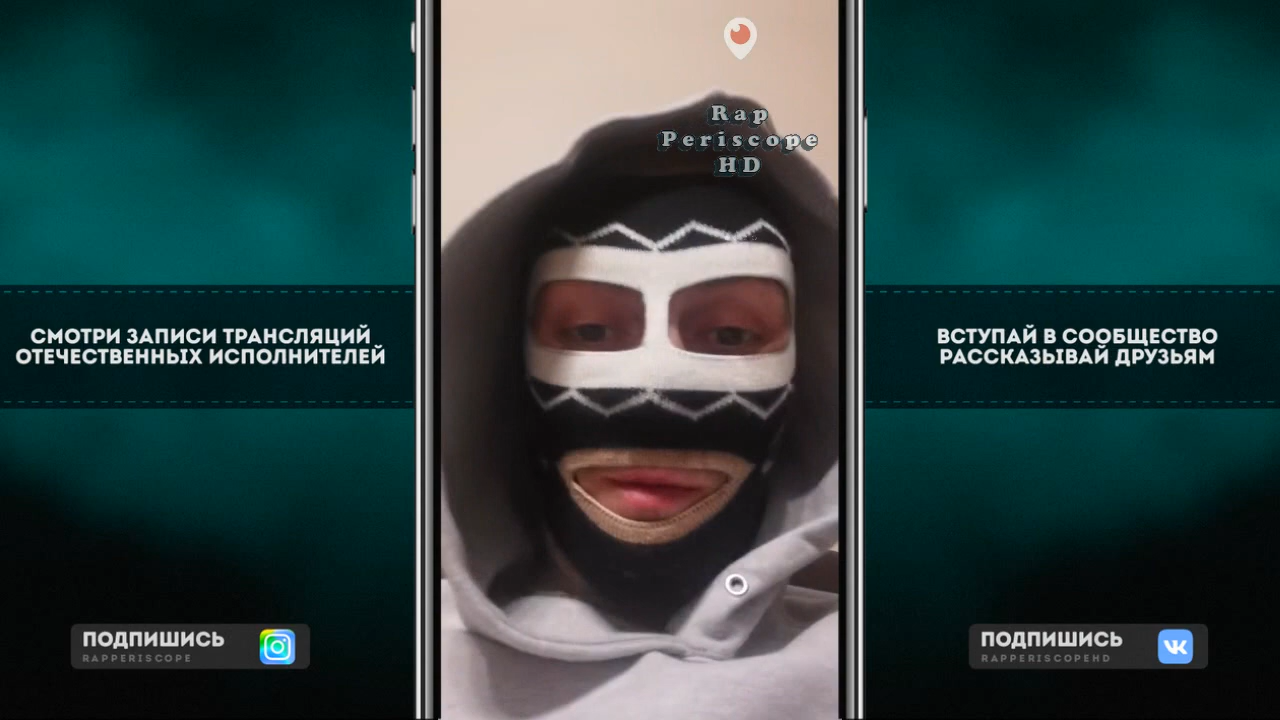 Rap
Periscope
HD
СМОТРИ ЗАПИСИ ТРАНСЛЯЦИЙ
ОТЕЧЕСТВЕННЫХ ИСПОЛНИТЕЛЕЙ
ВСТУПАЙ В СООБЩЕСТВО
РАССКАЗЫВАЙ ДРУЗЬЯМ
ПОДПИШИСЬ
RAPPERISCOPE
ПОДПИШИСЬ
RAPPERISCOPEHD